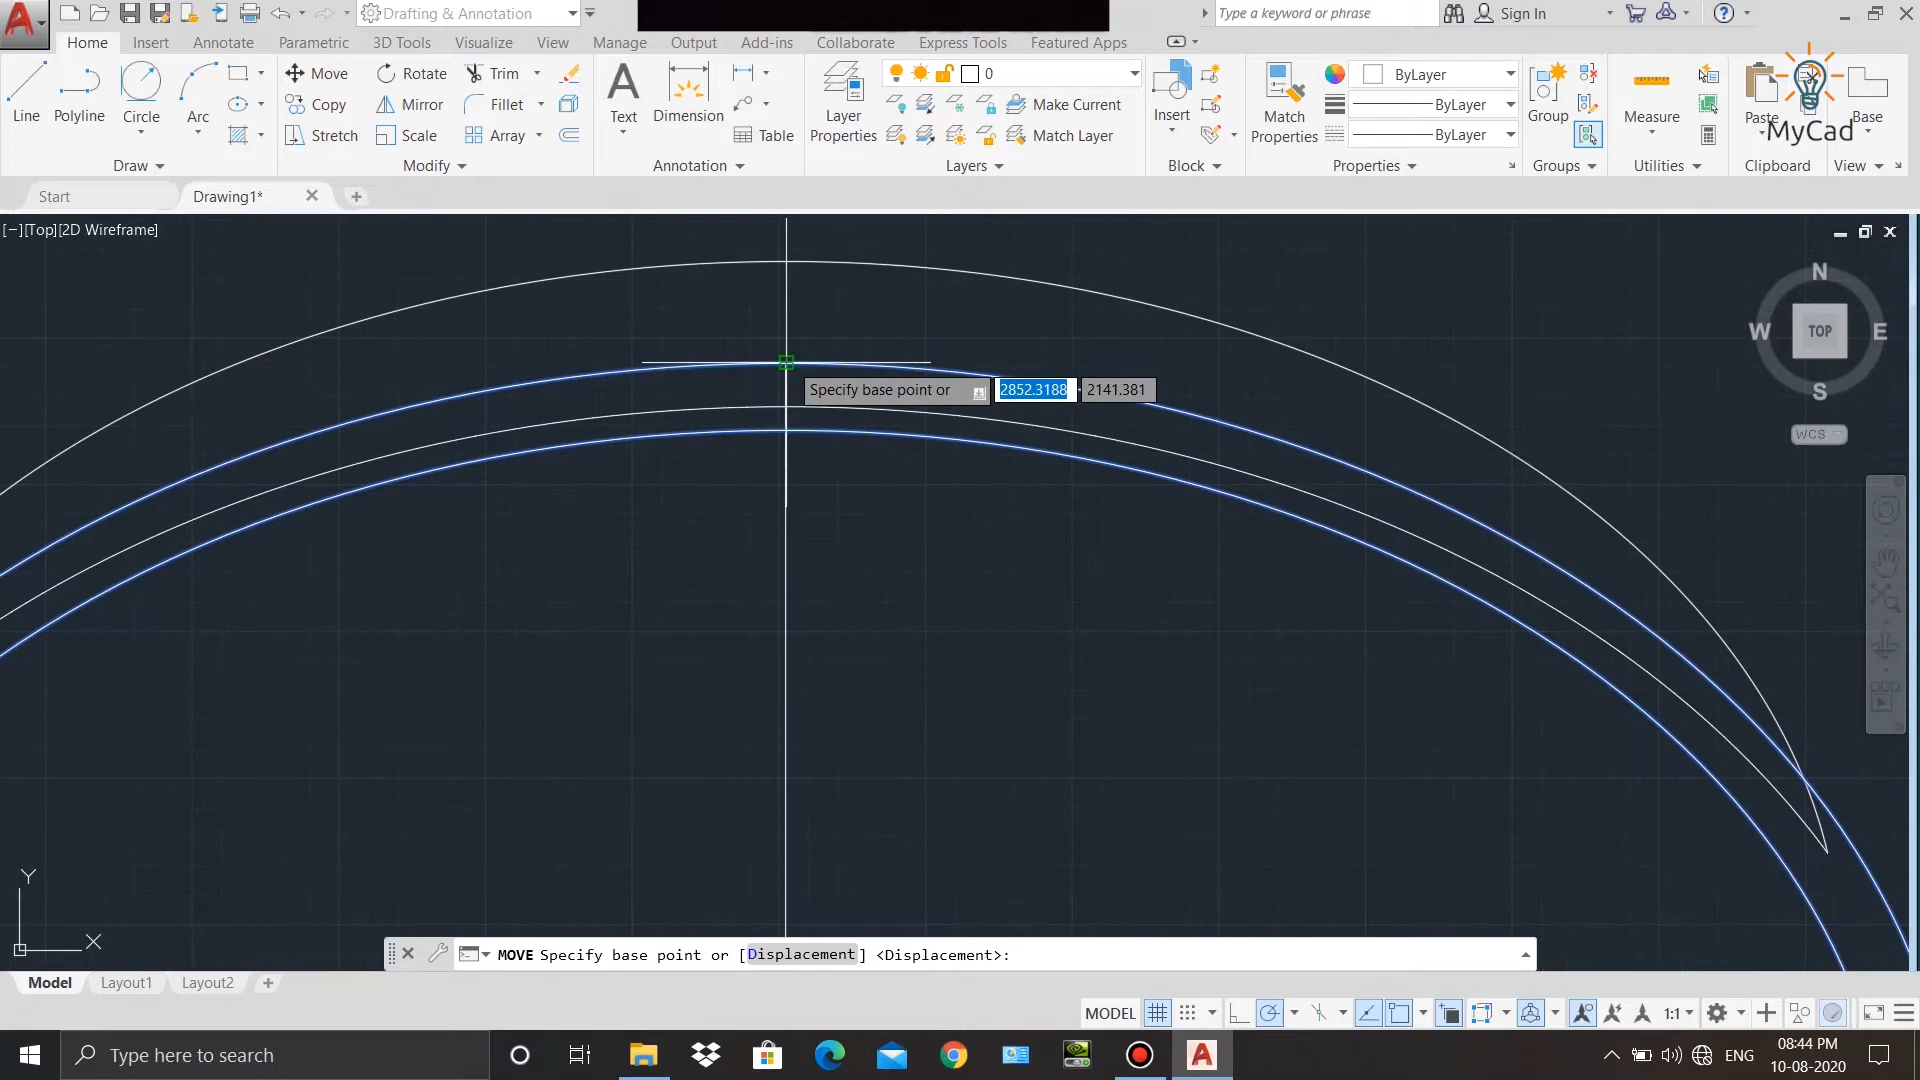 Drafting & Annotation
Type a keyword or phrase
Sign In
Home Insert Annotate Parametric 3D Tools Visualize View Manage Output Add-ins Collaborate Express Tools Featured Apps
Line Polyline Circle Arc
Move Rotate Trim
Copy Mirror Fillet
Stretch Scale Array
Text Dimension Table
Layer Properties
0
Make Current
Match Layer
Insert
Match Properties
ByLayer
ByLayer
ByLayer
Group
Measure
Paste
Base
MyCad
Draw Modify Annotation Layers Block Properties Groups Utilities Clipboard View
Start Drawing1*
[−][Top][2D Wireframe]
N
W TOP E
S
WCS
Specify base point or 2852.3188 2141.381
Y
X
MOVE Specify base point or [Displacement] <Displacement>:
Model Layout1 Layout2
MODEL 1:1
Type here to search
ENG
08:44 PM
10-08-2020